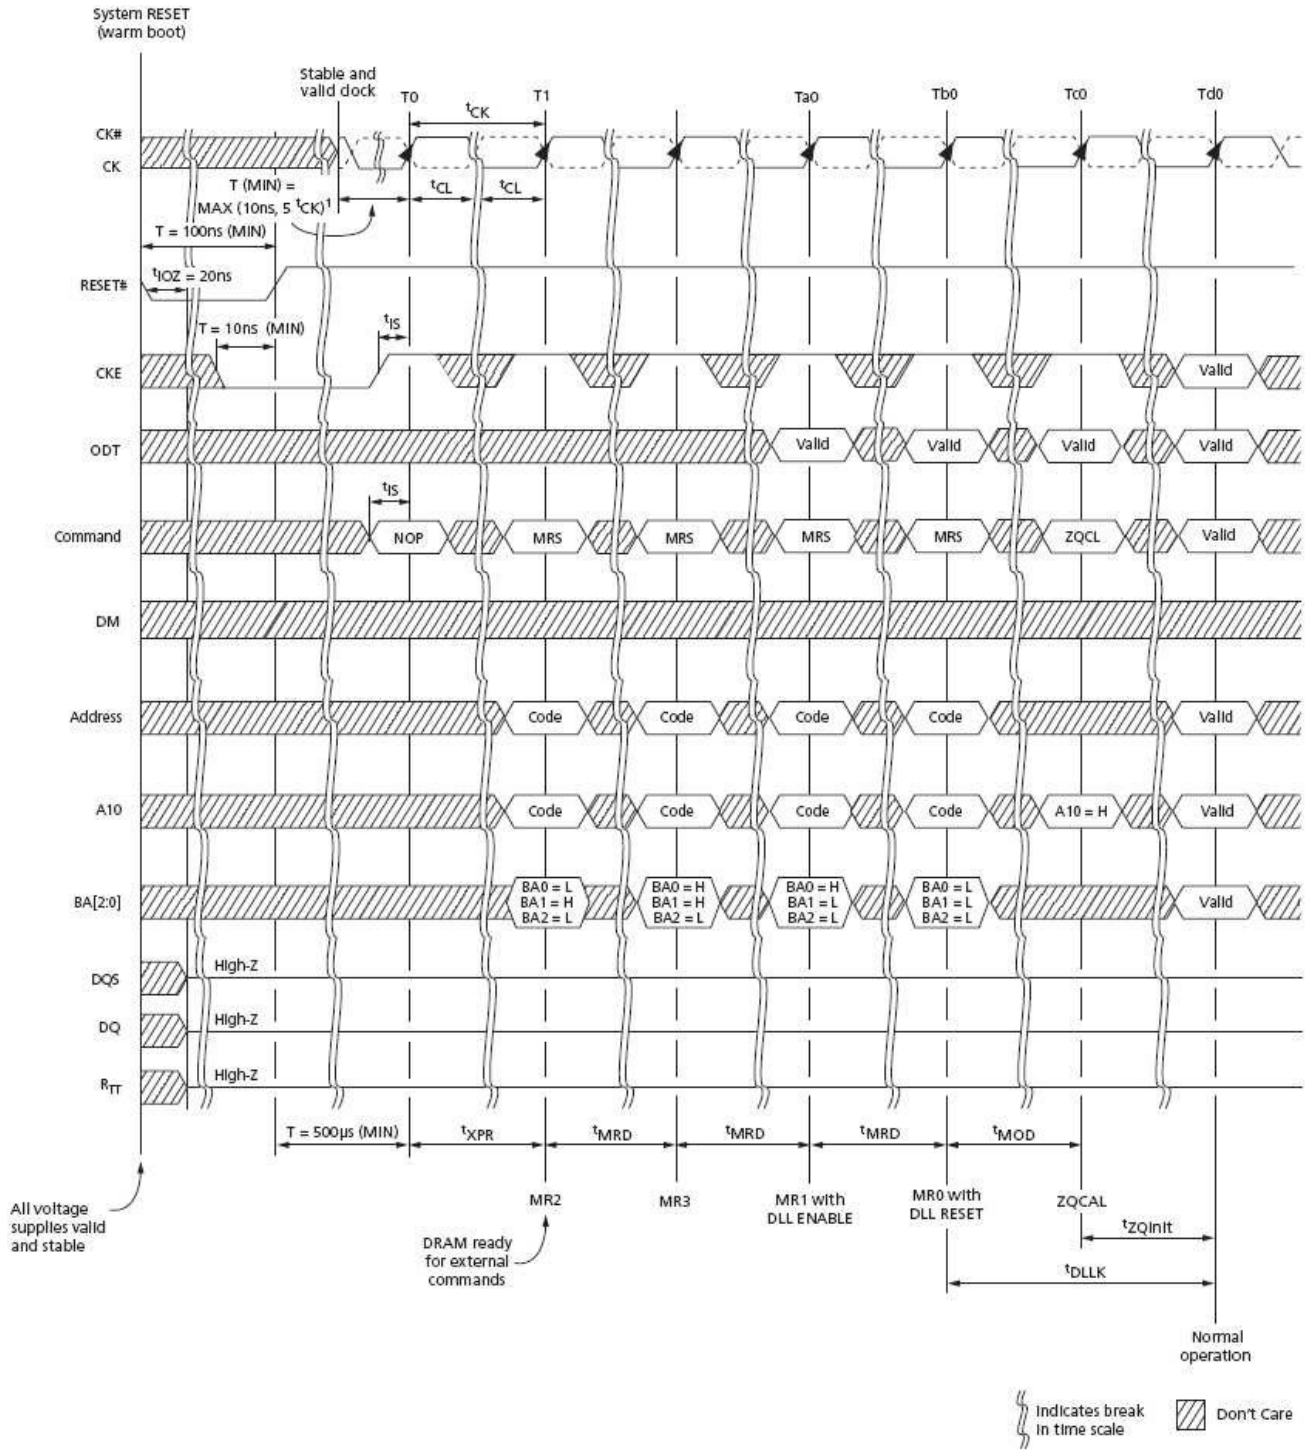 System RESET
(warm boot)
Stable and
valid clock
T0
tCK
T1
Ta0
Tb0
Tc0
Td0
CK#
CK
T (MIN) =
MAX (10ns, 5 tCK)1
tCL
tCL
T = 100ns (MIN)
tIOZ = 20ns
RESET#
T = 10ns (MIN)
tIS
CKE
Valid
ODT
Valid
Valid
Valid
Valid
tIS
Command
NOP
MRS
MRS
MRS
MRS
ZQCL
Valid
DM
Address
Code
Code
Code
Code
Valid
A10
Code
Code
Code
Code
A10 = H
Valid
BA[2:0]
BA0 = L
BA1 = H
BA2 = L
BA0 = H
BA1 = H
BA2 = L
BA0 = H
BA1 = L
BA2 = L
BA0 = L
BA1 = L
BA2 = L
Valid
DQS
High-Z
DQ
High-Z
RTT
High-Z
T = 500µs (MIN)
tXPR
tMRD
tMRD
tMRD
tMOD
All voltage
supplies valid
and stable
MR2
MR3
MR1 with
DLL ENABLE
MR0 with
DLL RESET
ZQCAL
DRAM ready
for external
commands
tZQinit
tDLLK
Normal
operation
Indicates break
in time scale
Don't Care